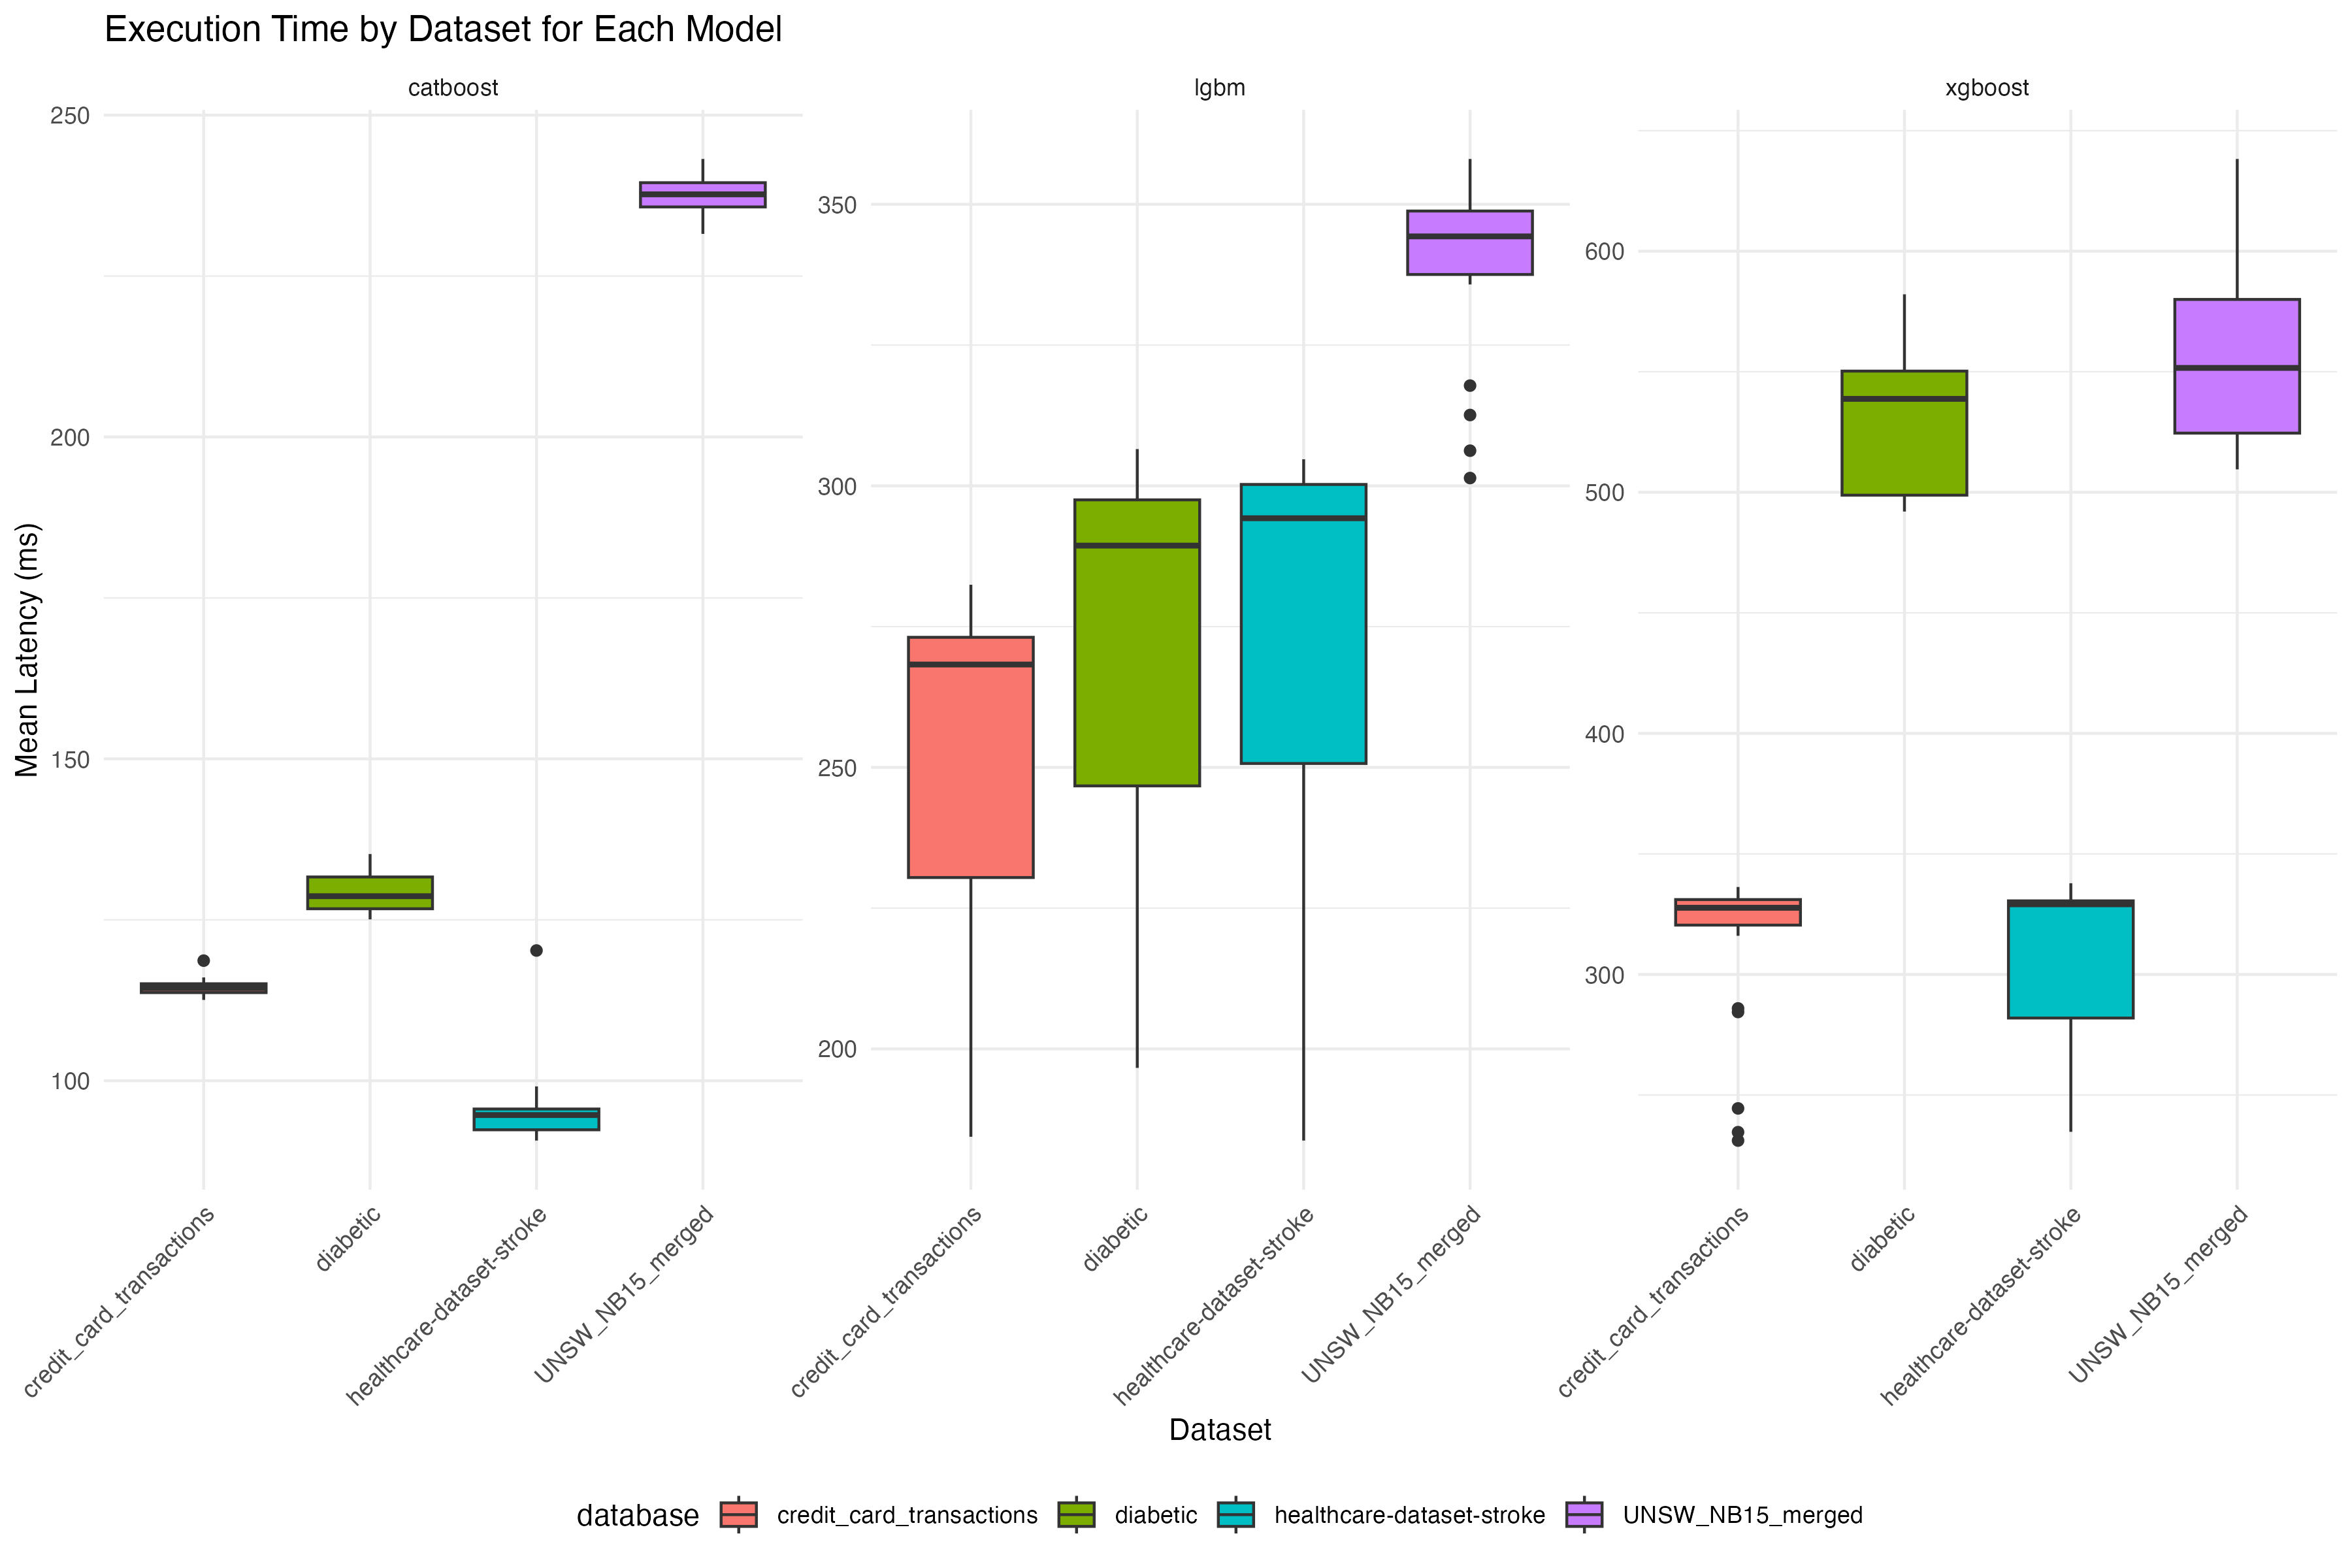 Execution Time by Dataset for Each Model
catboost
lgbm
xgboost
Mean Latency (ms)
250
200
150
100
350
300
250
200
600
500
400
300
credit_card_transactions
diabetic
healthcare-dataset-stroke
UNSW_NB15_merged
credit_card_transactions
diabetic
healthcare-dataset-stroke
UNSW_NB15_merged
credit_card_transactions
diabetic
healthcare-dataset-stroke
UNSW_NB15_merged
Dataset
database credit_card_transactions diabetic healthcare-dataset-stroke UNSW_NB15_merged